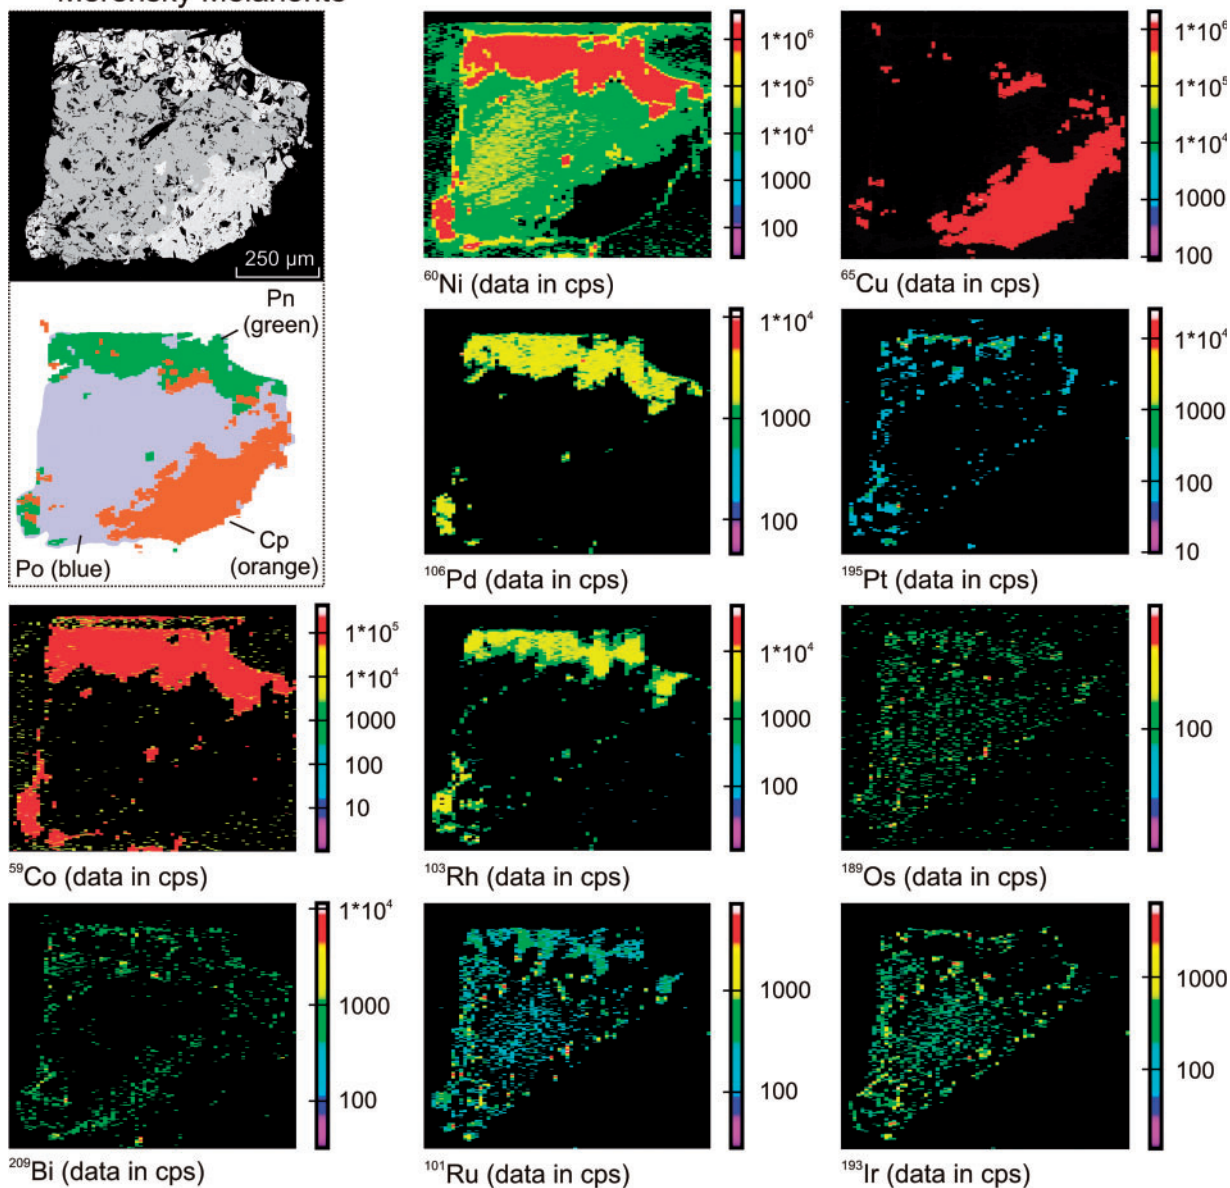 1*10⁶
1*10⁵
1*10⁴
1000
100
⁶⁰Ni (data in cps)
1*10⁶
1*10⁵
1*10⁴
1000
100
⁶⁵Cu (data in cps)
250 µm
Pn
(green)
Cp
(orange)
Po (blue)
1*10⁴
1000
100
¹⁰⁶Pd (data in cps)
1*10⁴
1000
100
10
¹⁹⁵Pt (data in cps)
1*10⁵
1*10⁴
1000
100
10
⁵⁹Co (data in cps)
1*10⁴
1000
100
¹⁰³Rh (data in cps)
100
¹⁸⁹Os (data in cps)
1*10⁴
1000
100
²⁰⁹Bi (data in cps)
1000
100
¹⁰¹Ru (data in cps)
1000
100
¹⁹³Ir (data in cps)